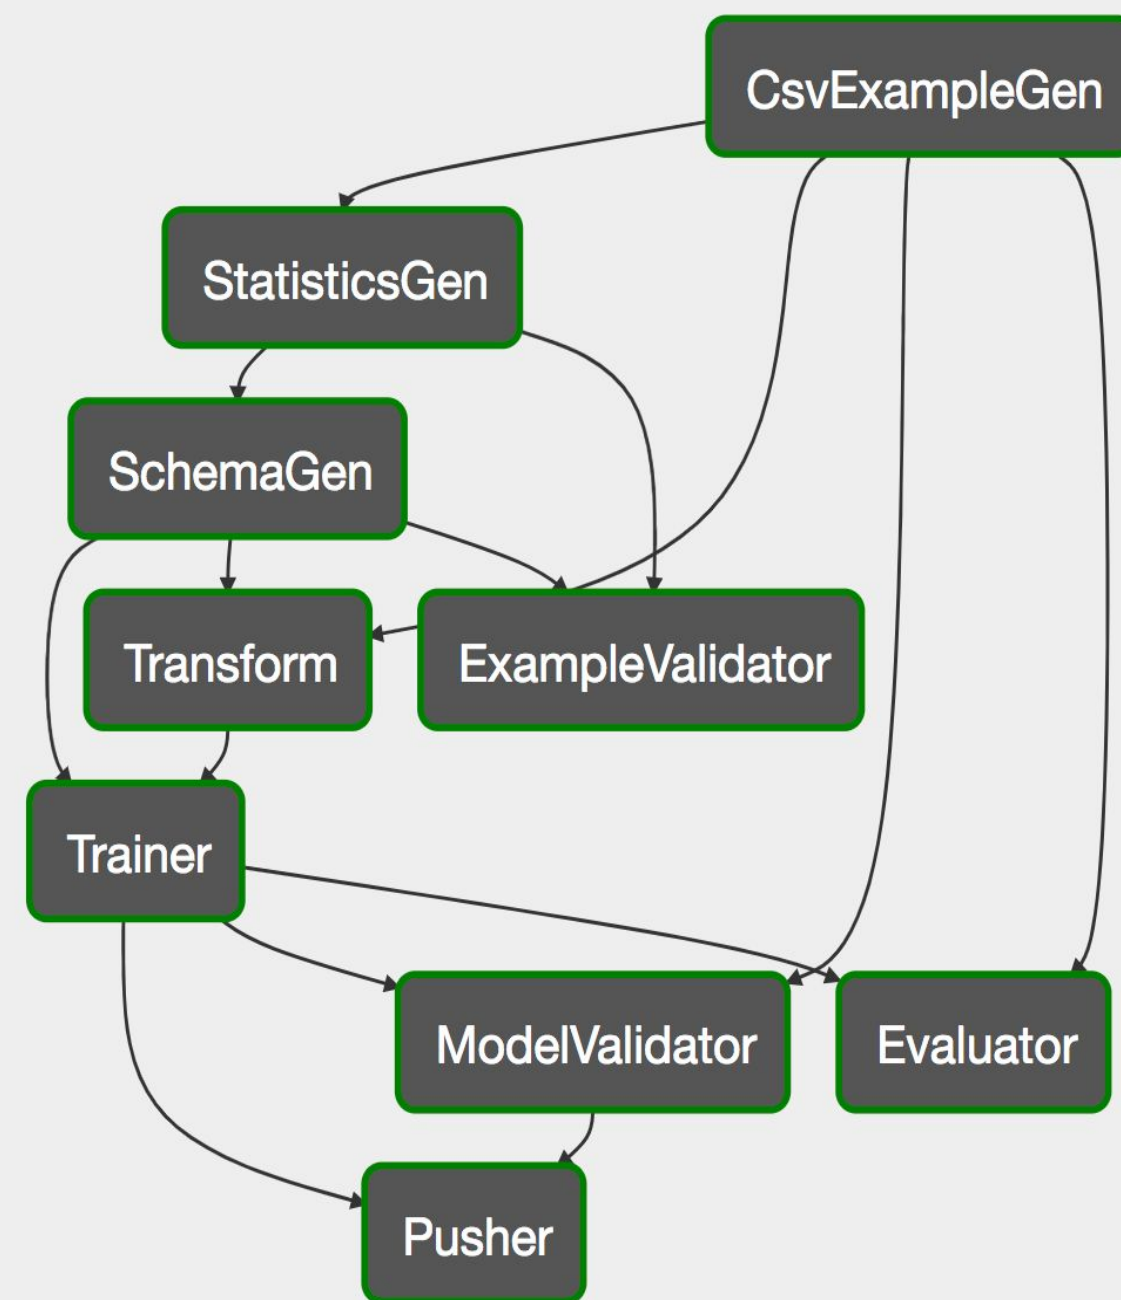 CsvExampleGen
StatisticsGen
SchemaGen
Transform
ExampleValidator
Trainer
ModelValidator
Evaluator
Pusher